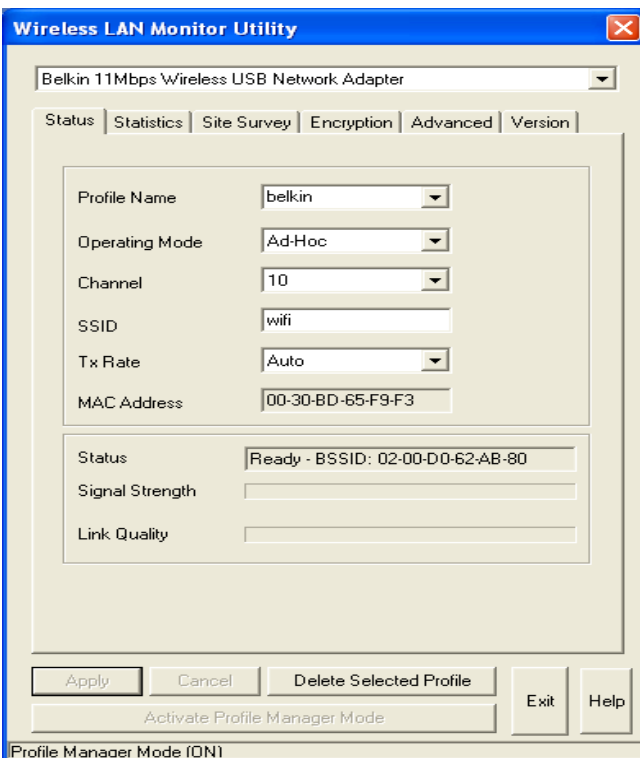 Wireless LAN Monitor Utility
Belkin 11Mbps Wireless USB Network Adapter
Status Statistics Site Survey Encryption Advanced Version
Profile Name belkin
Operating Mode Ad-Hoc
Channel 10
SSID wifi
Tx Rate Auto
MAC Address 00-30-BD-65-F9-F3
Status Ready - BSSID: 02-00-D0-62-AB-80
Signal Strength
Link Quality
Apply Cancel Delete Selected Profile Exit Help
Activate Profile Manager Mode
Profile Manager Mode (ON)